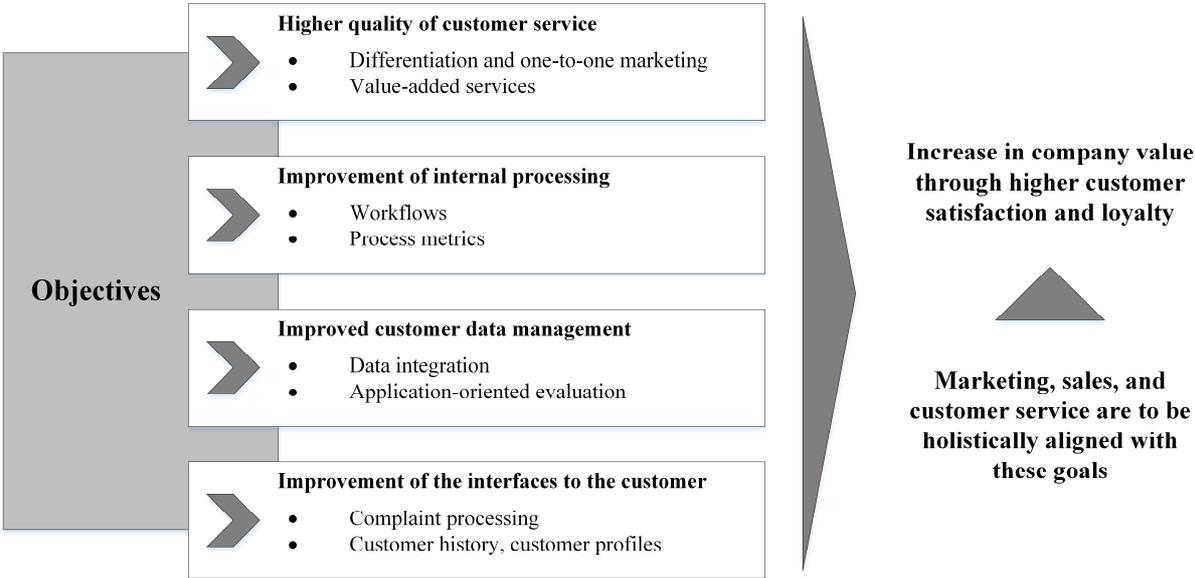 Objectives
Higher quality of customer service
• Differentiation and one-to-one marketing
• Value-added services
Improvement of internal processing
• Workflows
• Process metrics
Improved customer data management
• Data integration
• Application-oriented evaluation
Improvement of the interfaces to the customer
• Complaint processing
• Customer history, customer profiles
Increase in company value
through higher customer
satisfaction and loyalty
Marketing, sales, and
customer service are to be
holistically aligned with
these goals